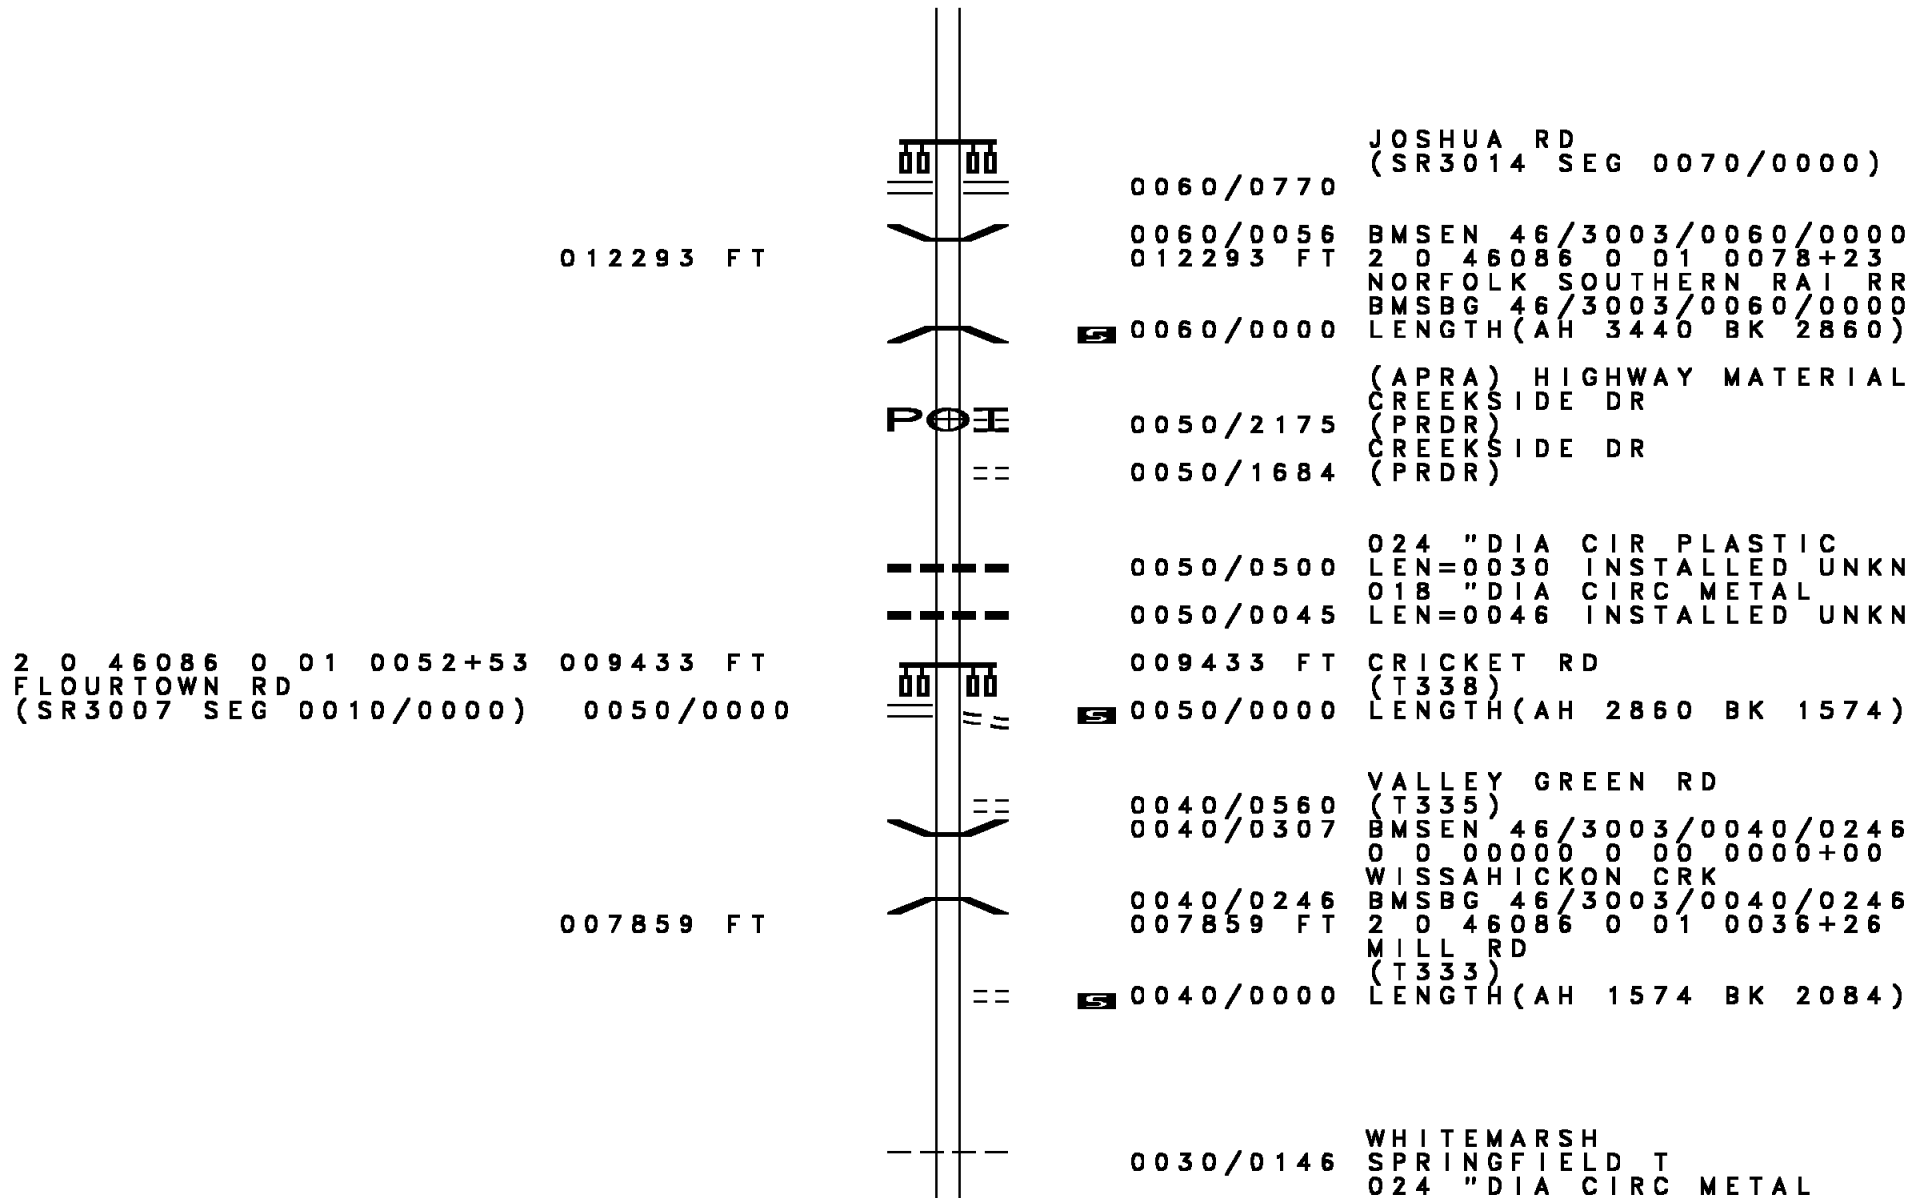 JOSHUA RD
(SR3014 SEG 0070/0000)
0060/0770
0060/0056 BMSEN 46/3003/0060/0000
012293 FT 012293 FT 2 0 46086 0 01 0078+23
NORFOLK SOUTHERN RAI RR
BMSBG 46/3003/0060/0000
S 0060/0000 LENGTH(AH 3440 BK 2860)
(APRA) HIGHWAY MATERIAL
CREEKSIDE DR
POI 0050/2175 (PRDR)
CREEKSIDE DR
0050/1684 (PRDR)
024 "DIA CIR PLASTIC
0050/0500 LEN=0030 INSTALLED UNKN
018 "DIA CIRC METAL
0050/0045 LEN=0046 INSTALLED UNKN
2 0 46086 0 01 0052+53 009433 FT 009433 FT CRICKET RD
FLOURTOWN RD (T338)
(SR3007 SEG 0010/0000) 0050/0000 S 0050/0000 LENGTH(AH 2860 BK 1574)
VALLEY GREEN RD
0040/0560 (T335)
0040/0307 BMSEN 46/3003/0040/0246
0 0 00000 0 00 0000+00
WISSAHICKON CRK
0040/0246 BMSBG 46/3003/0040/0246
007859 FT 007859 FT 2 0 46086 0 01 0036+26
MILL RD
(T333)
S 0040/0000 LENGTH(AH 1574 BK 2084)
WHITEMARSH
0030/0146 SPRINGFIELD T
024 "DIA CIRC METAL